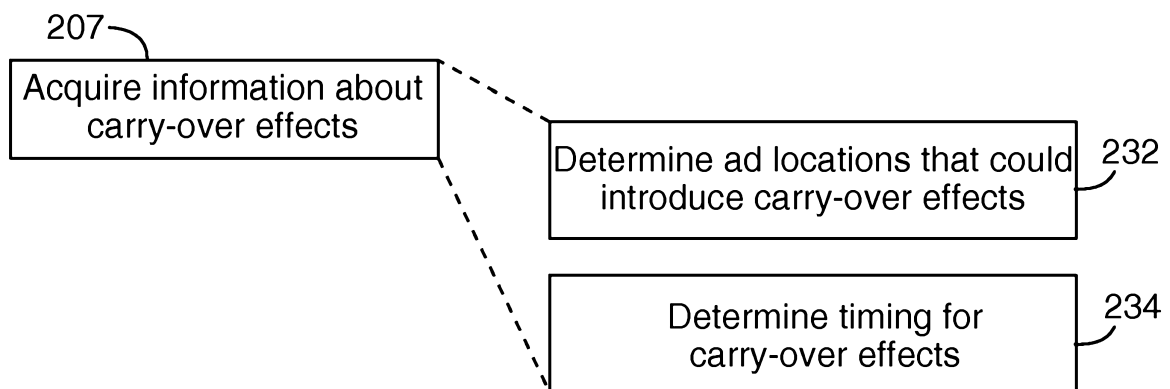 207
Acquire information about
carry-over effects
Determine ad locations that could
introduce carry-over effects
232
Determine timing for
carry-over effects
234